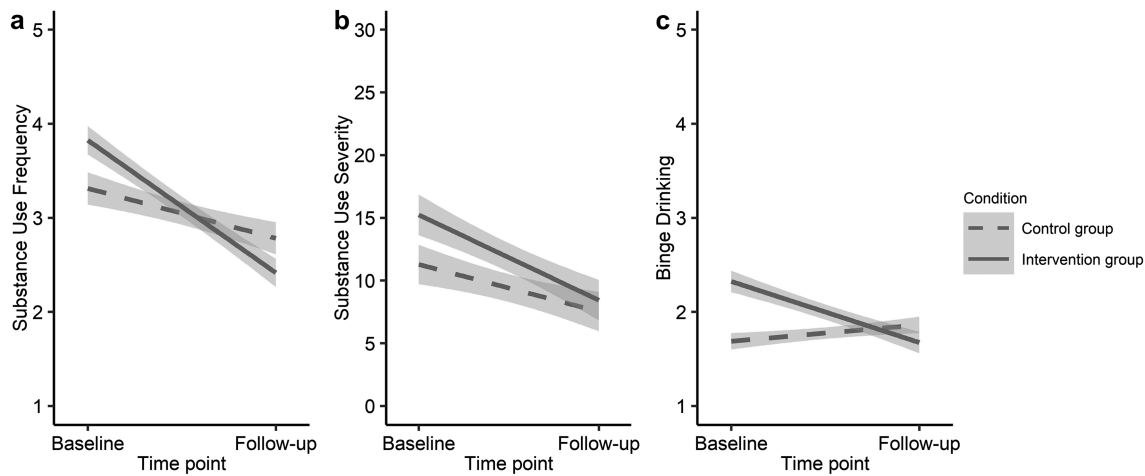 a
Substance Use Frequency
5
4
3
2
1
Baseline
Follow-up
Time point
b
Substance Use Severity
30
25
20
15
10
5
0
Baseline
Follow-up
Time point
c
Binge Drinking
5
4
3
2
1
Baseline
Follow-up
Time point
Condition
Control group
Intervention group